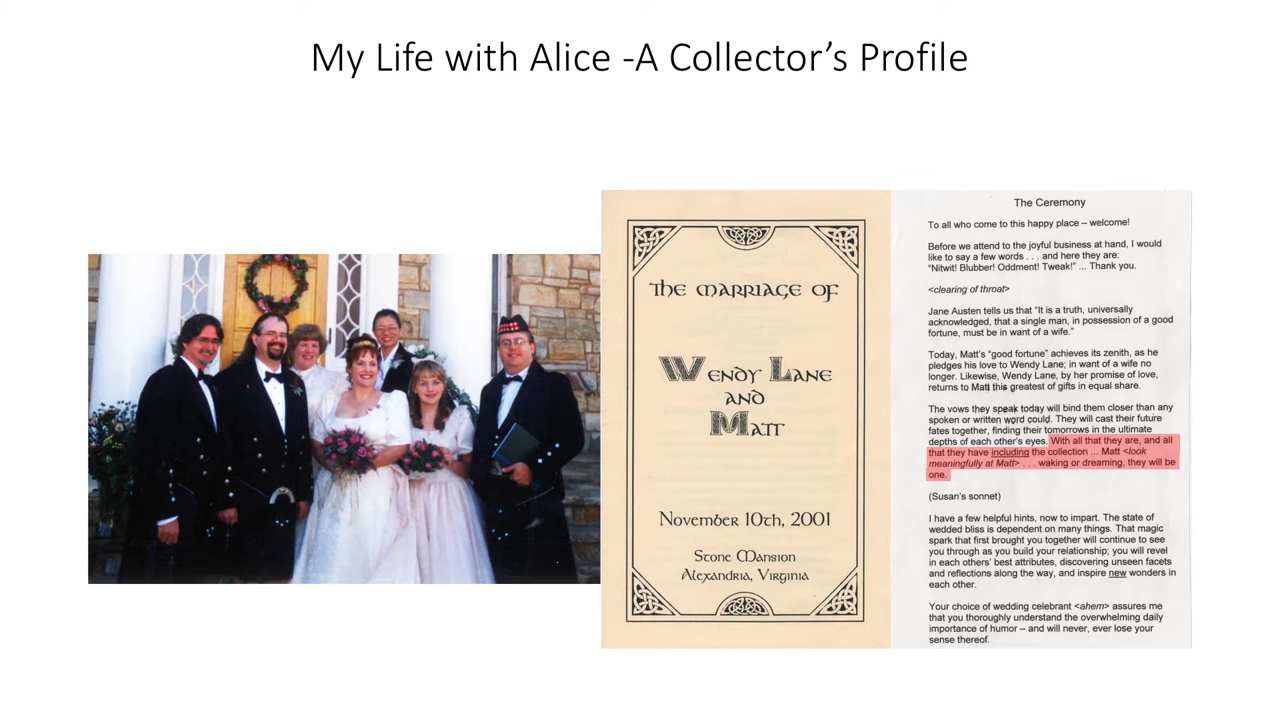 My Life with Alice -A Collector’s Profile
The Marriage of
Wendy Lane
and
Matt
November 10th, 2001
Stone Mansion
Alexandria, Virginia
The Ceremony
To all who come to this happy place – welcome!
Before we attend to the joyful business at hand, I would
like to say a few words . . . and here they are:
“Nitwit! Blubber! Oddment! Tweak!” ... Thank you.
<clearing of throat>
Jane Austen tells us that “It is a truth, universally
acknowledged, that a single man, in possession of a good
fortune, must be in want of a wife.”
Today, Matt’s “good fortune” achieves its zenith, as he
pledges his love to Wendy Lane; in want of a wife no
longer. Likewise, Wendy Lane, by her promise of love,
returns to Matt this greatest of gifts in equal share.
The vows they speak today will bind them closer than any
spoken or written word could. They will cast their future
fates together, finding their tomorrows in the ultimate
depths of each other’s eyes. With all that they are, and all
that they have including the collection ... Matt <look
meaningfully at Matt> . . . waking or dreaming, they will be
one.
(Susan’s sonnet)
I have a few helpful hints, now to impart. The state of
wedded bliss is dependent on many things. That magic
spark that first brought you together will continue to see
you through as you build your relationship; you will revel
in each others’ best attributes, discovering unseen facets
and reflections along the way, and inspire new wonders in
each other.
Your choice of wedding celebrant <ahem> assures me
that you thoroughly understand the overwhelming daily
importance of humor – and will never, ever lose your
sense thereof.